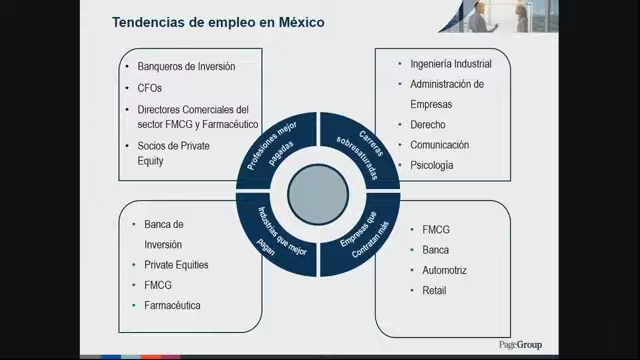 Tendencias de empleo en México
Banqueros de Inversión
CFOs
Directores Comerciales del
sector FMCG y Farmacéutico
Socios de Private
Equity
Ingeniería Industrial
Administración de
Empresas
Derecho
Comunicación
Psicología
Profesiones mejor
pagadas
Carreras
sobresaturadas
Industrias que mejor
pagan
Empresas que
Contratan más
Banca de
Inversión
Private Equities
FMCG
Farmacéutica
FMCG
Banca
Automotriz
Retail
PageGroup